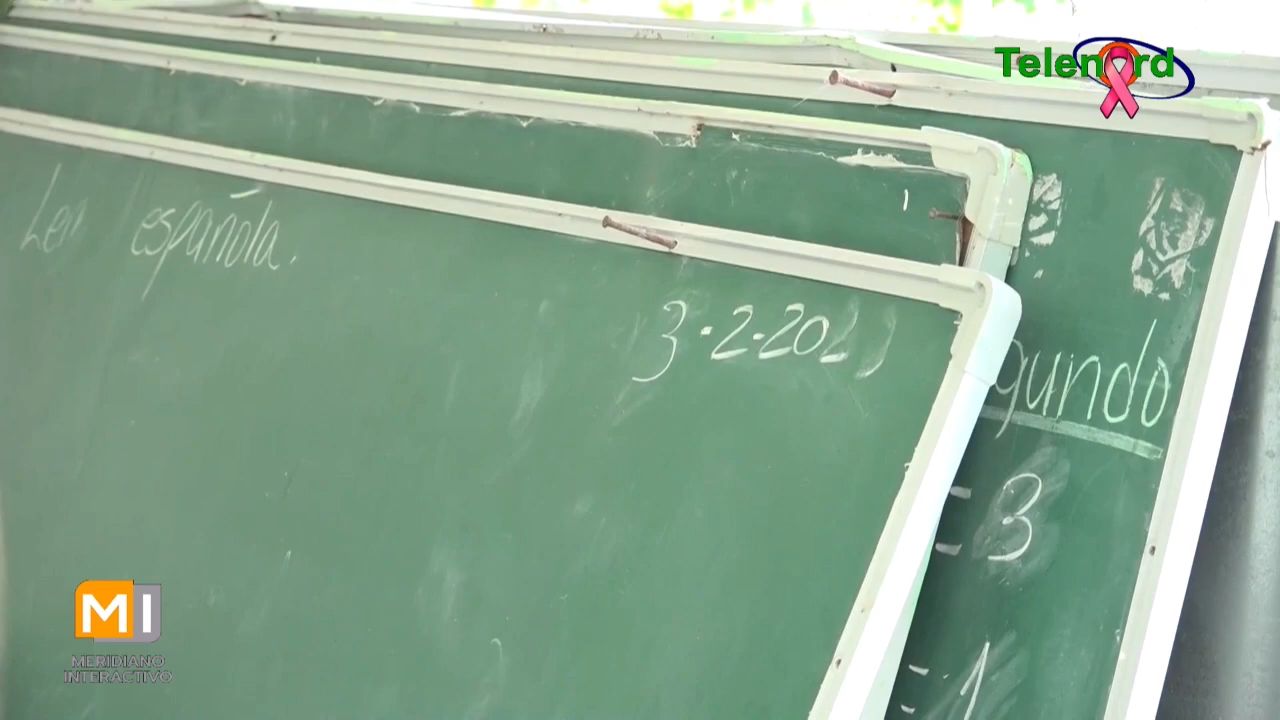 Telenord
Len española.
3-2-202
gundo
= 3
= 1
MI
MERIDIANO
INTERACTIVO